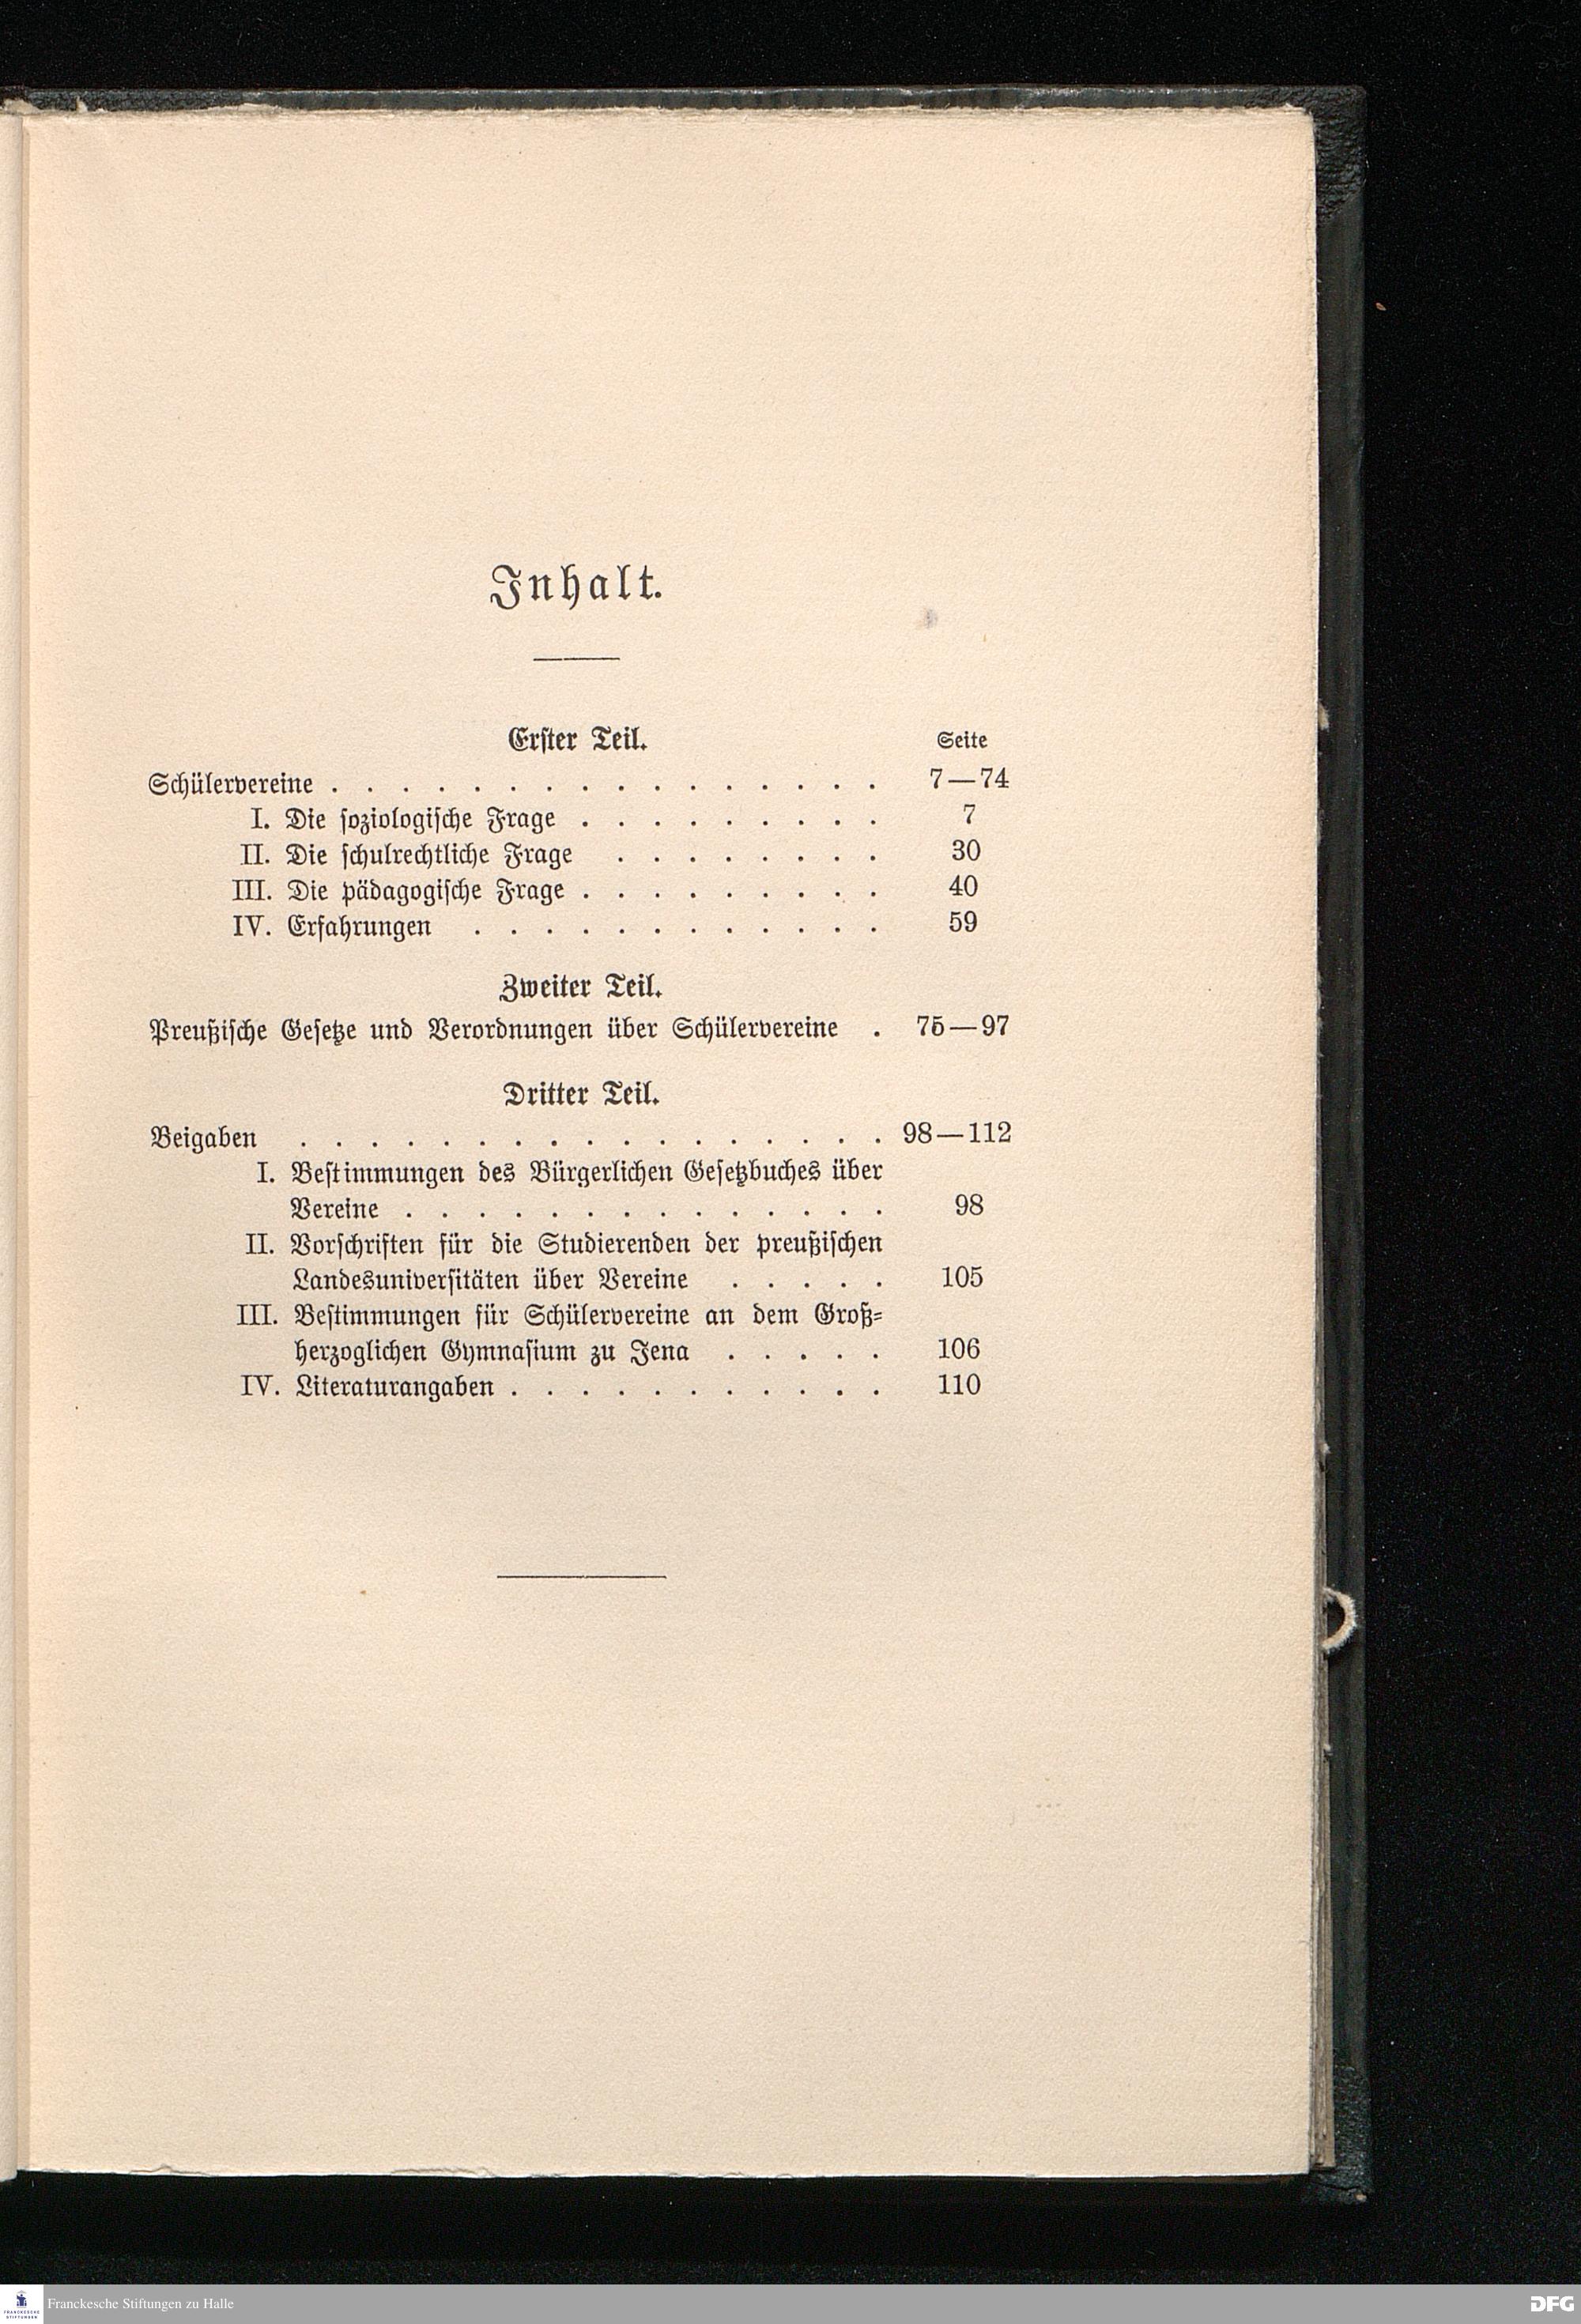 Inhalt.
Erster Teil. Seite
Schülervereine . . . . . . . . . . . . . . . . 7—74
I. Die soziologische Frage . . . . . . . . . 7
II. Die schulrechtliche Frage . . . . . . . . 30
III. Die pädagogische Frage . . . . . . . . . 40
IV. Erfahrungen . . . . . . . . . . . . 59
Zweiter Teil.
Preußische Gesetze und Verordnungen über Schülervereine . 75—97
Dritter Teil.
Beigaben . . . . . . . . . . . . . . . . . 98—112
I. Bestimmungen des Bürgerlichen Gesetzbuches über
Vereine . . . . . . . . . . . . . . 98
II. Vorschriften für die Studierenden der preußischen
Landesuniversitäten über Vereine . . . . . 105
III. Bestimmungen für Schülervereine an dem Groß-
herzoglichen Gymnasium zu Jena . . . . . 106
IV. Literaturangaben . . . . . . . . . . . 110
FRANCKESCHE
STIFTUNGEN
Franckesche Stiftungen zu Halle
DFG